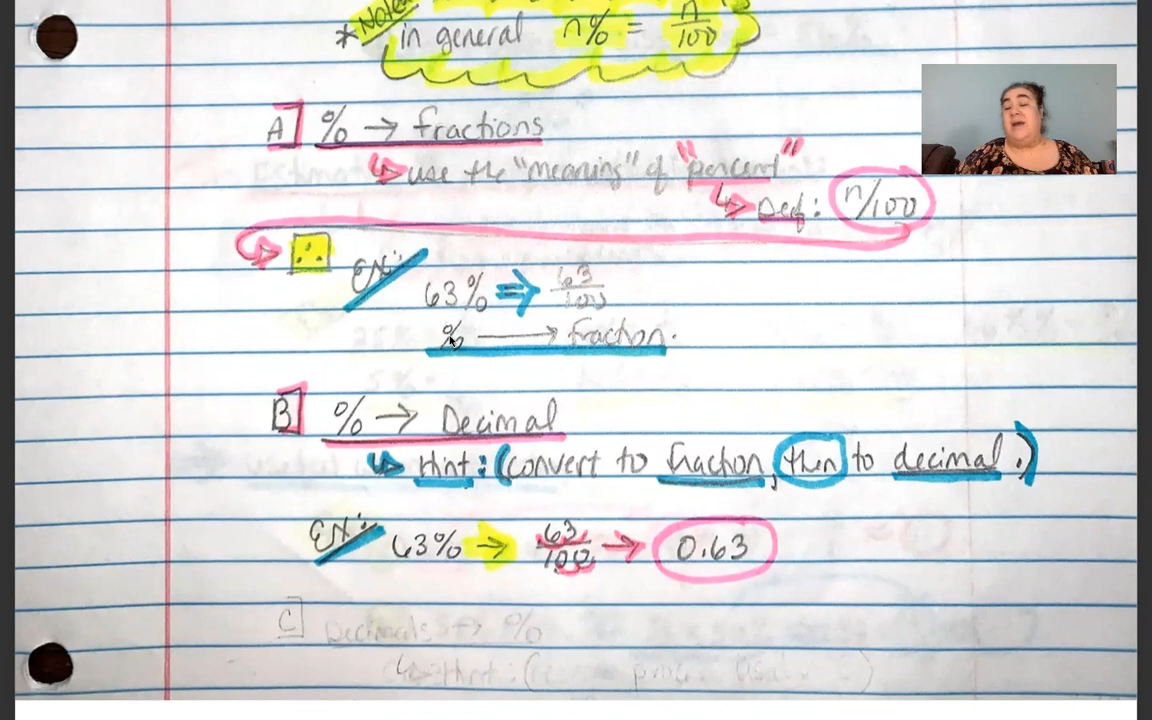 *Note:
in general n% = n/100
A] % → fractions
↳ use the "meaning" of "percent"
↳ Def: n/100
∴ Ex: 63% ⇒ 63/100
% → fraction.
B] % → Decimal
↳ Hint: (convert to fraction, then to decimal.)
Ex: 63% → 63/100 → 0.63
C] Decimals → %
↳ Hint: (